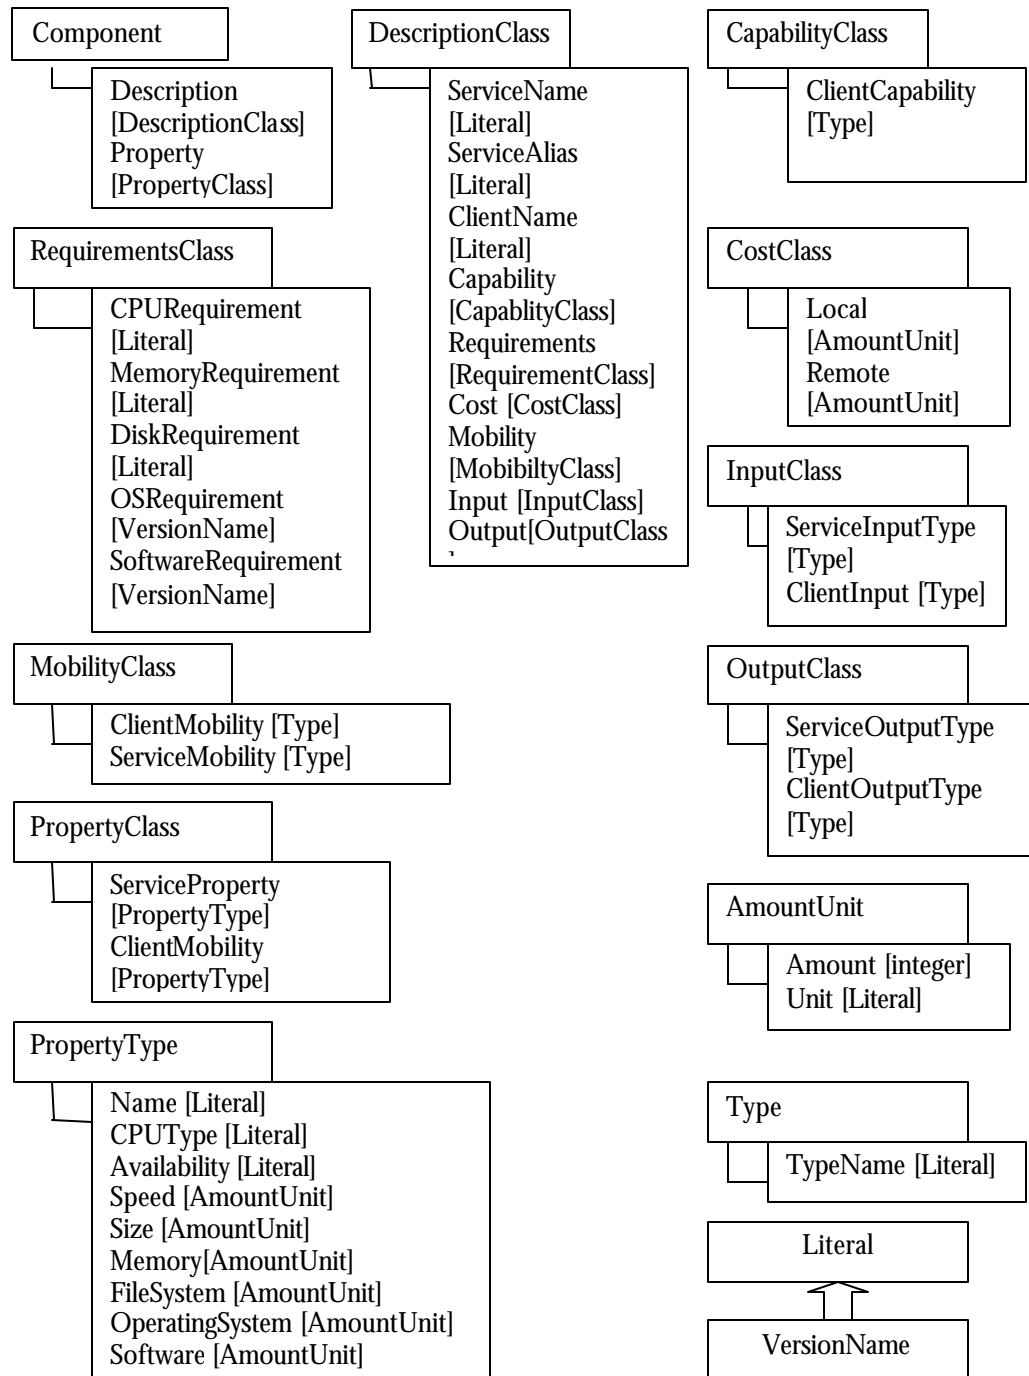 Component
Description
[DescriptionClass]
Property
[PropertyClass]
DescriptionClass
ServiceName
[Literal]
ServiceAlias
[Literal]
ClientName
[Literal]
Capability
[CapablityClass]
Requirements
[RequirementClass]
Cost [CostClass]
Mobility
[MobibiltyClass]
Input [InputClass]
Output[OutputClass
]
CapabilityClass
ClientCapability
[Type]
RequirementsClass
CPURequirement
[Literal]
MemoryRequirement
[Literal]
DiskRequirement
[Literal]
OSRequirement
[VersionName]
SoftwareRequirement
[VersionName]
CostClass
Local
[AmountUnit]
Remote
[AmountUnit]
InputClass
ServiceInputType
[Type]
ClientInput [Type]
MobilityClass
ClientMobility [Type]
ServiceMobility [Type]
OutputClass
ServiceOutputType
[Type]
ClientOutputType
[Type]
PropertyClass
ServiceProperty
[PropertyType]
ClientMobility
[PropertyType]
AmountUnit
Amount [integer]
Unit [Literal]
PropertyType
Name [Literal]
CPUType [Literal]
Availability [Literal]
Speed [AmountUnit]
Size [AmountUnit]
Memory[AmountUnit]
FileSystem [AmountUnit]
OperatingSystem [AmountUnit]
Software [AmountUnit]
Type
TypeName [Literal]
Literal
VersionName